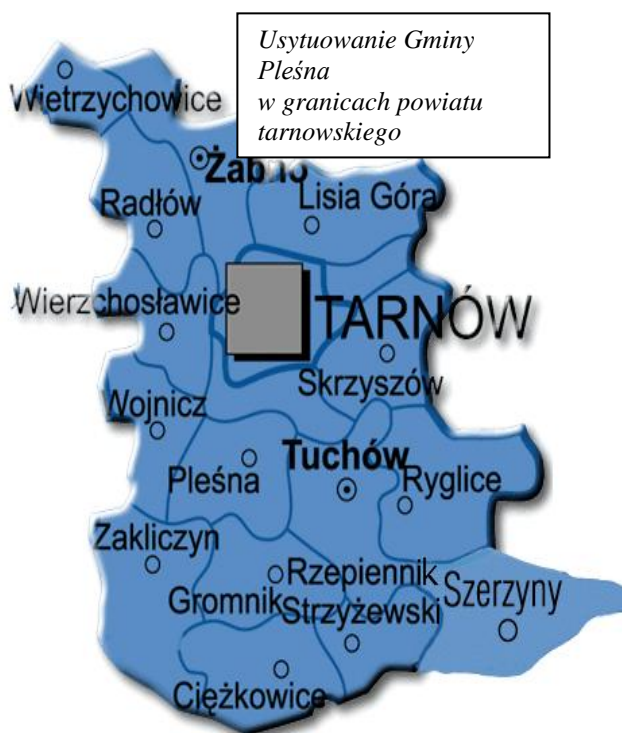 Usytuowanie Gminy
Pleśna
w granicach powiatu
tarnowskiego
Wietrzychowice
Żabno
Radłów
Lisia Góra
Wierzchosławice
TARNÓW
Skrzyszów
Wojnicz
Tuchów
Pleśna
Ryglice
Zakliczyn
Rzepiennik
Strzyżewski
Gromnik
Szerzyny
Ciężkowice